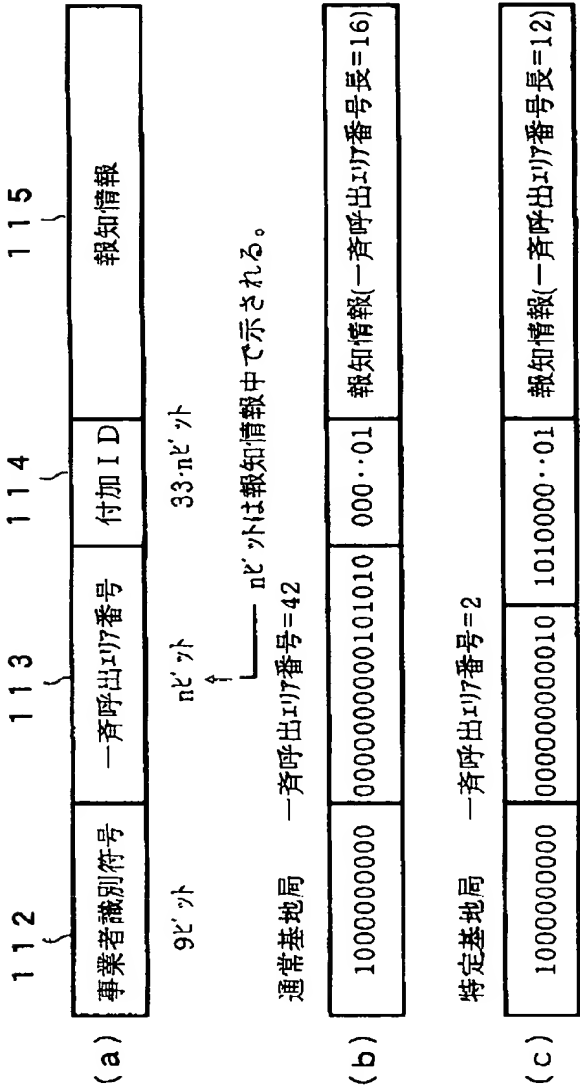 112 113 114 115
(a) 事業者識別符号 一斉呼出エリア番号 付加ID 報知情報
9ビット nビット 33-nビット
nビットは報知情報中で示される。
通常基地局 一斉呼出エリア番号=42
(b) 1000000000 0000000000101010 000‥01 報知情報(一斉呼出エリア番号長=16)
特定基地局 一斉呼出エリア番号=2
(c) 1000000000 000000000010 1010000‥01 報知情報(一斉呼出エリア番号長=12)